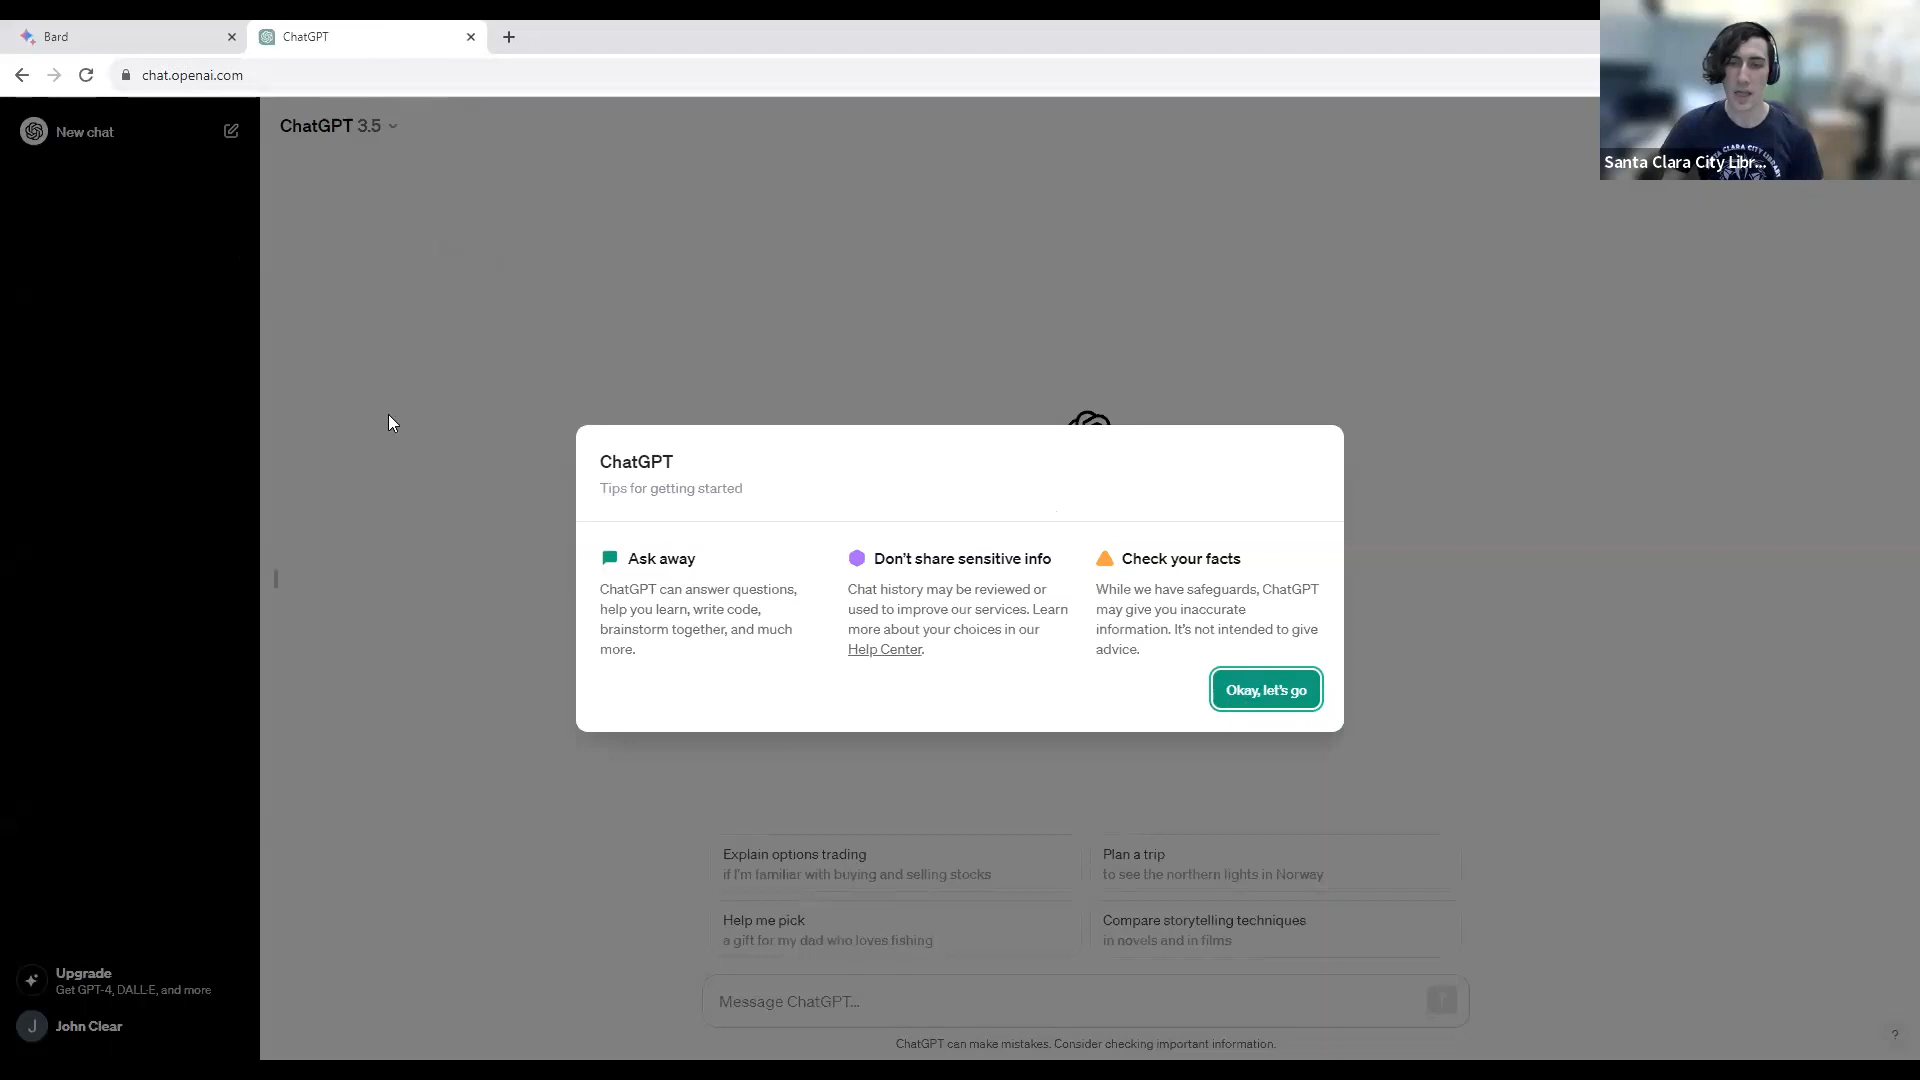 Bard
ChatGPT
chat.openai.com
Santa Clara City Libr...
SANTA CLARA CITY LIBRARY
New chat
ChatGPT 3.5
ChatGPT
Tips for getting started
Ask away
ChatGPT can answer questions,
help you learn, write code,
brainstorm together, and much
more.
Don't share sensitive info
Chat history may be reviewed or
used to improve our services. Learn
more about your choices in our
Help Center.
Check your facts
While we have safeguards, ChatGPT
may give you inaccurate
information. It's not intended to give
advice.
Okay, let's go
Explain options trading
if I'm familiar with buying and selling stocks
Plan a trip
to see the northern lights in Norway
Help me pick
a gift for my dad who loves fishing
Compare storytelling techniques
in novels and in films
Upgrade
Get GPT-4, DALL·E, and more
J
John Clear
Message ChatGPT...
ChatGPT can make mistakes. Consider checking important information.
?